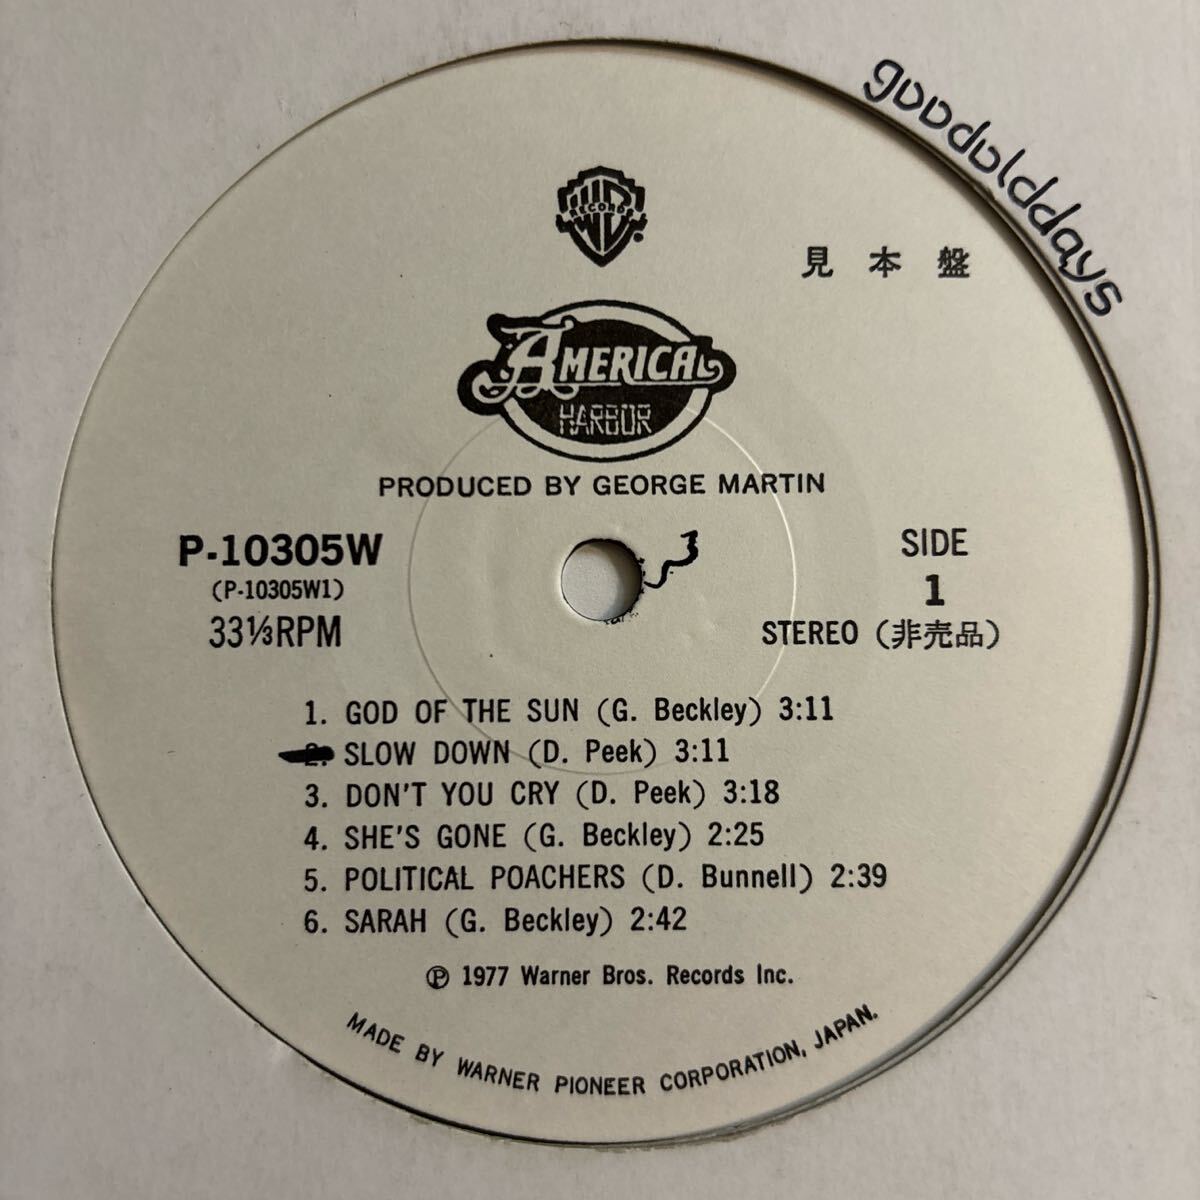 goodolddays
WB
RECORDS
見本盤
AMERICA
HARBOR
PRODUCED BY GEORGE MARTIN
P-10305W
(P-10305W1)
33⅓RPM
SIDE
1
STEREO (非売品)
1. GOD OF THE SUN (G. Beckley) 3:11
2. SLOW DOWN (D. Peek) 3:11
3. DON'T YOU CRY (D. Peek) 3:18
4. SHE'S GONE (G. Beckley) 2:25
5. POLITICAL POACHERS (D. Bunnell) 2:39
6. SARAH (G. Beckley) 2:42
℗ 1977 Warner Bros. Records Inc.
MADE BY WARNER PIONEER CORPORATION, JAPAN.